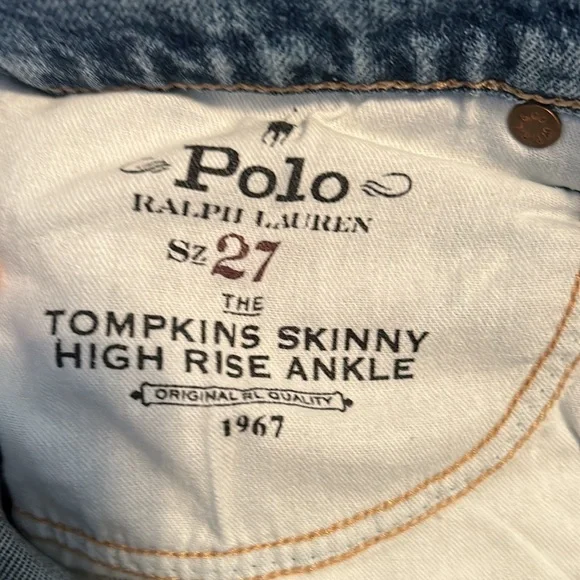 Polo
RALPH LAUREN
Sz 27
THE
TOMPKINS SKINNY
HIGH RISE ANKLE
ORIGINAL RL QUALITY
1967